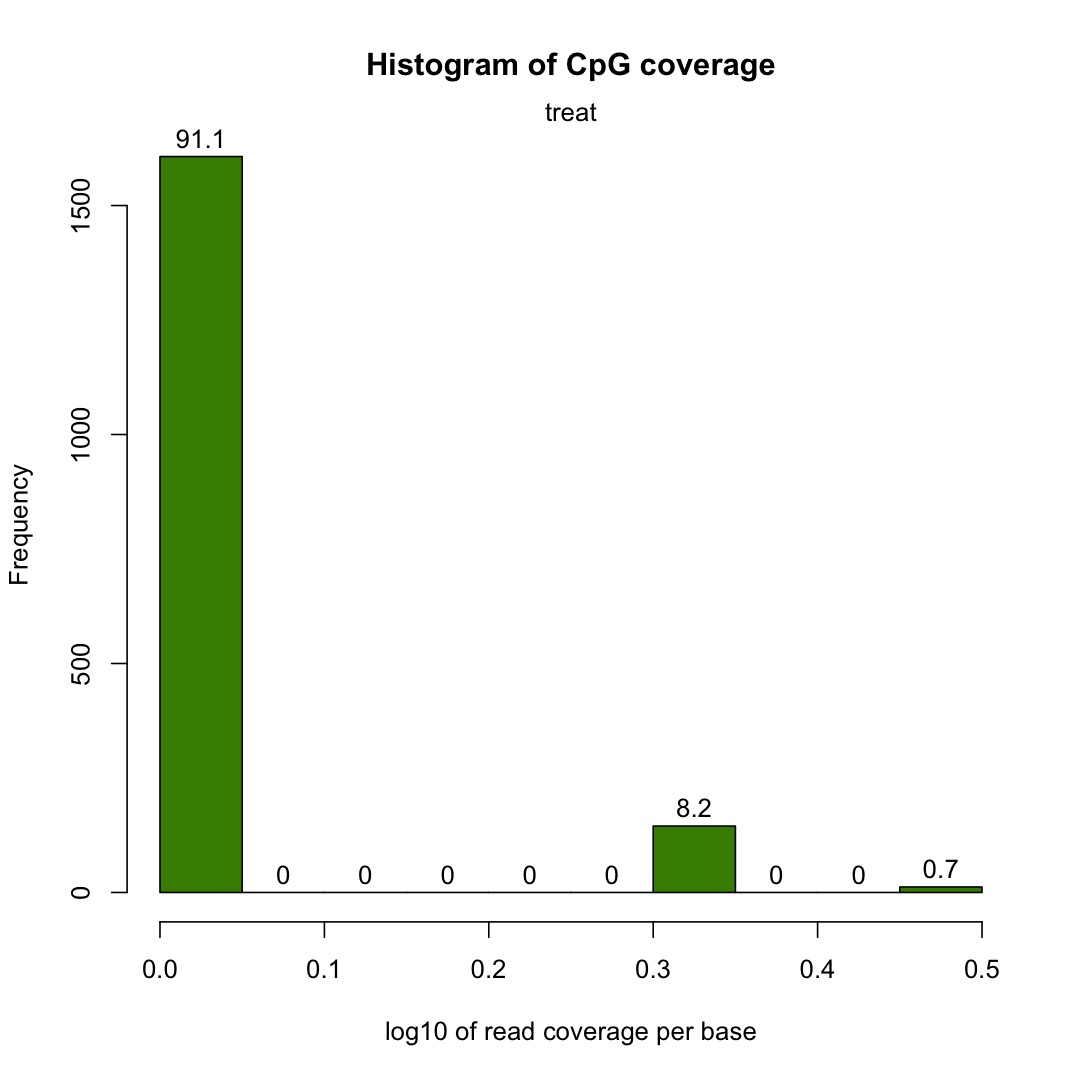 Histogram of CpG coverage
treat
91.1
0
0
0
0
0
8.2
0
0
0.7
Frequency
1500
1000
500
0
0.0 0.1 0.2 0.3 0.4 0.5
log10 of read coverage per base